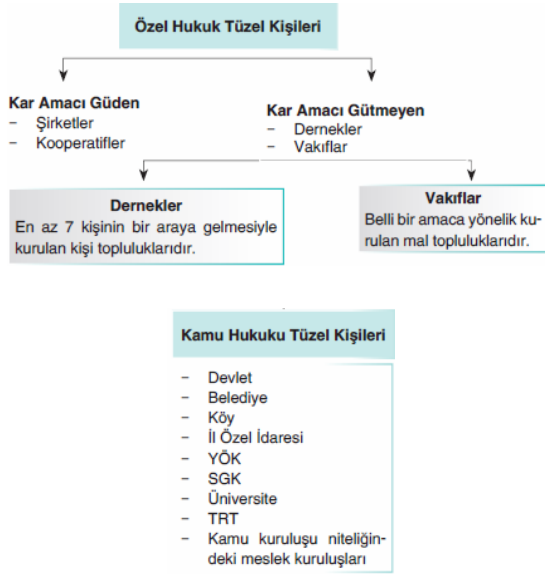 Özel Hukuk Tüzel Kişileri
Kar Amacı Güden
– Şirketler
– Kooperatifler
Kar Amacı Gütmeyen
– Dernekler
– Vakıflar
Dernekler
En az 7 kişinin bir araya gelmesiyle
kurulan kişi topluluklarıdır.
Vakıflar
Belli bir amaca yönelik ku-
rulan mal topluluklarıdır.
Kamu Hukuku Tüzel Kişileri
– Devlet
– Belediye
– Köy
– İl Özel İdaresi
– YÖK
– SGK
– Üniversite
– TRT
– Kamu kuruluşu niteliğin-
deki meslek kuruluşları